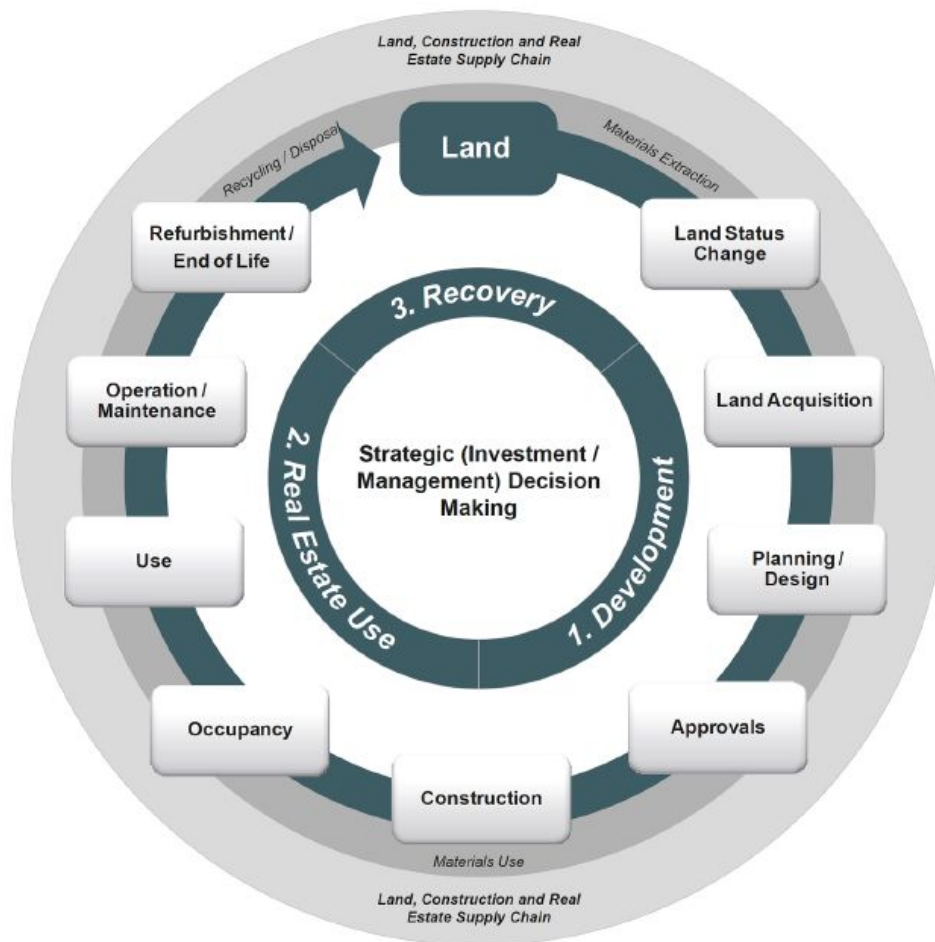 Land, Construction and Real
Estate Supply Chain
Recycling / Disposal
Land
Materials Extraction
Refurbishment /
End of Life
Land Status
Change
3. Recovery
Operation /
Maintenance
Land Acquisition
2. Real Estate Use
Strategic (Investment /
Management) Decision
Making
1. Development
Use
Planning /
Design
Occupancy
Approvals
Construction
Materials Use
Land, Construction and Real
Estate Supply Chain